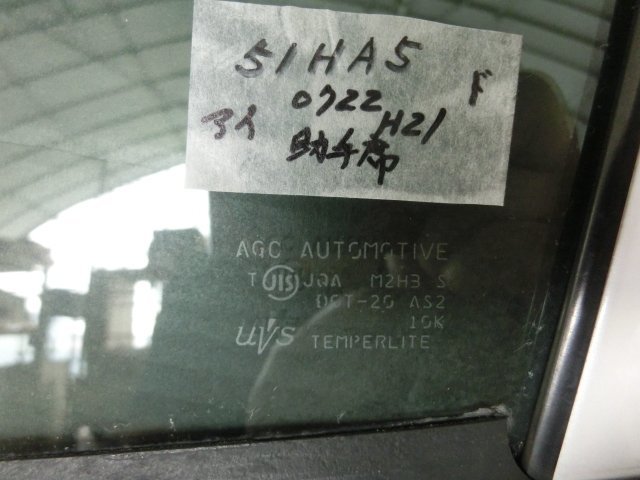 51HA5 ド
0722
アイ H21
助手席
AGC AUTOMOTIVE
T JIS JQA M2H3 S
DOT-20 AS2
10K
UVS TEMPERLITE